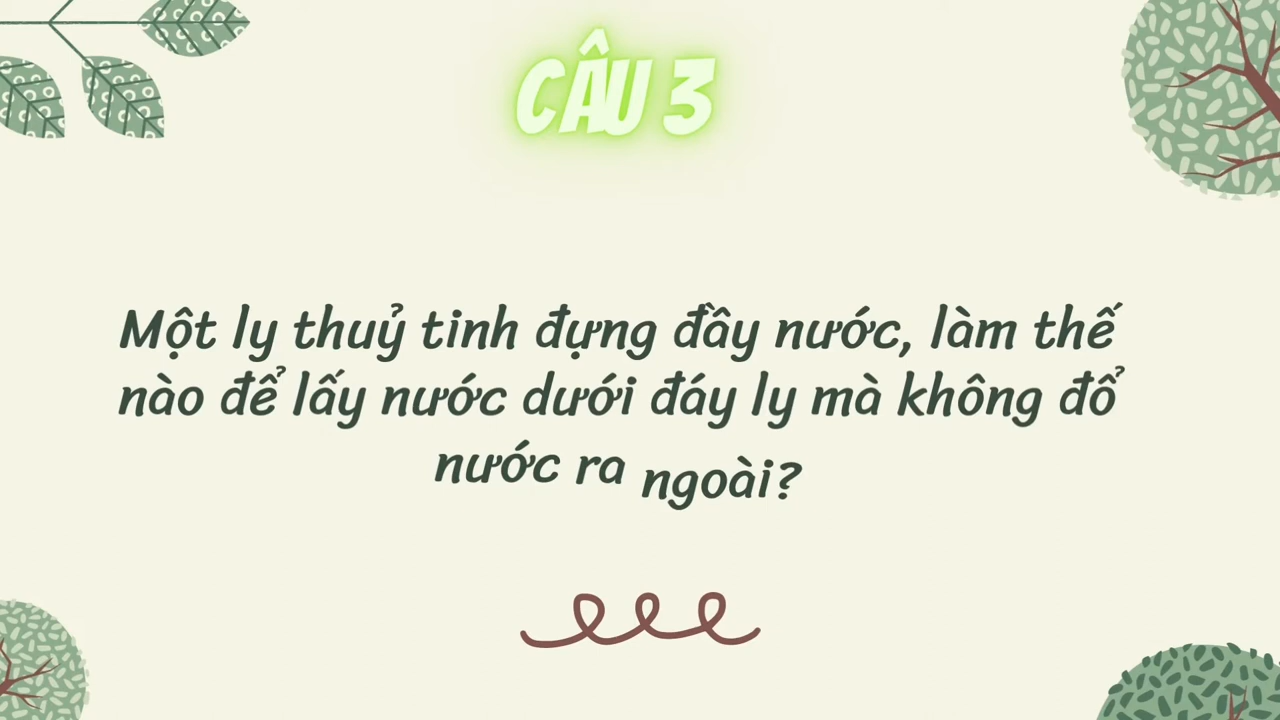 CÂU 3
Một ly thuỷ tinh đựng đầy nước, làm thế
nào để lấy nước dưới đáy ly mà không đổ
nước ra ngoài?